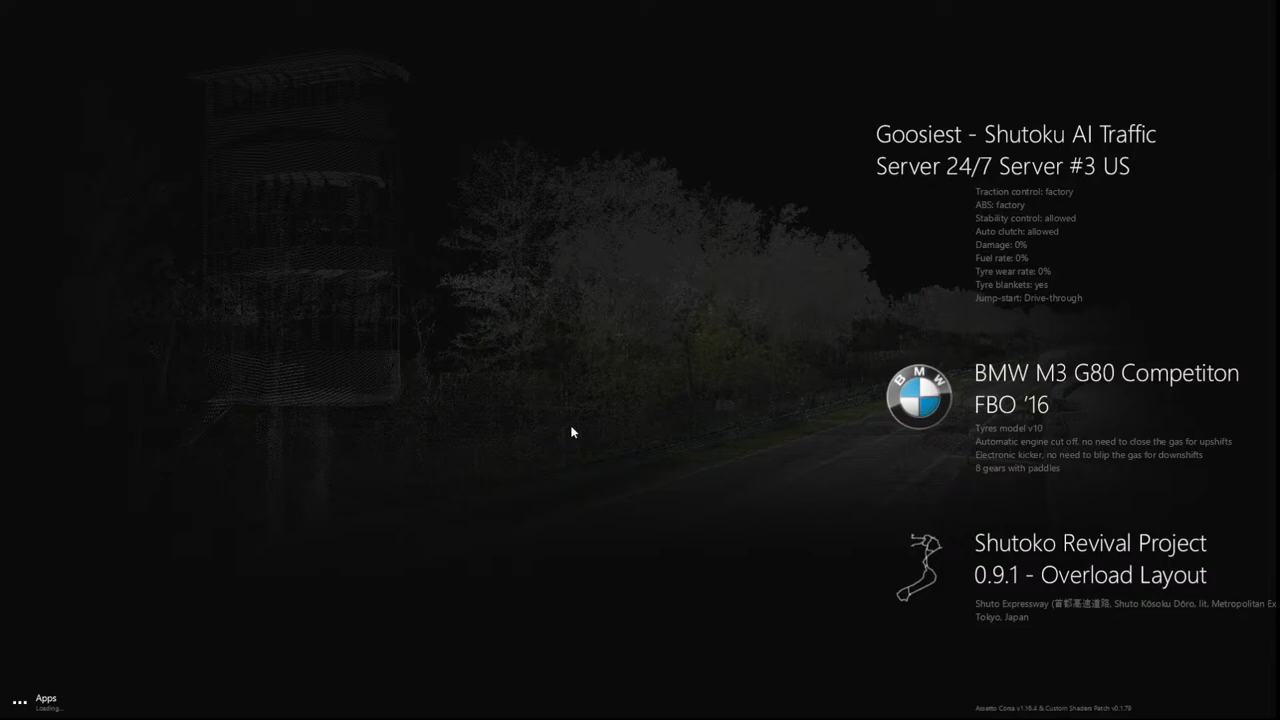 Goosiest - Shutoku AI Traffic
Server 24/7 Server #3 US
Traction control: factory
ABS: factory
Stability control: allowed
Auto clutch: allowed
Damage: 0%
Fuel rate: 0%
Tyre wear rate: 0%
Tyre blankets: yes
Jump-start: Drive-through
BMW
BMW M3 G80 Competiton
FBO '16
Tyres model v10
Automatic engine cut off, no need to close the gas for upshifts
Electronic kicker, no need to blip the gas for downshifts
8 gears with paddles
Shutoko Revival Project
0.9.1 - Overload Layout
Shuto Expressway (首都高速道路, Shuto Kōsoku Dōro, lit. Metropolitan Ex
Tokyo, Japan
Apps
Loading...
Assetto Corsa v1.16.4 & Custom Shaders Patch v0.1.79